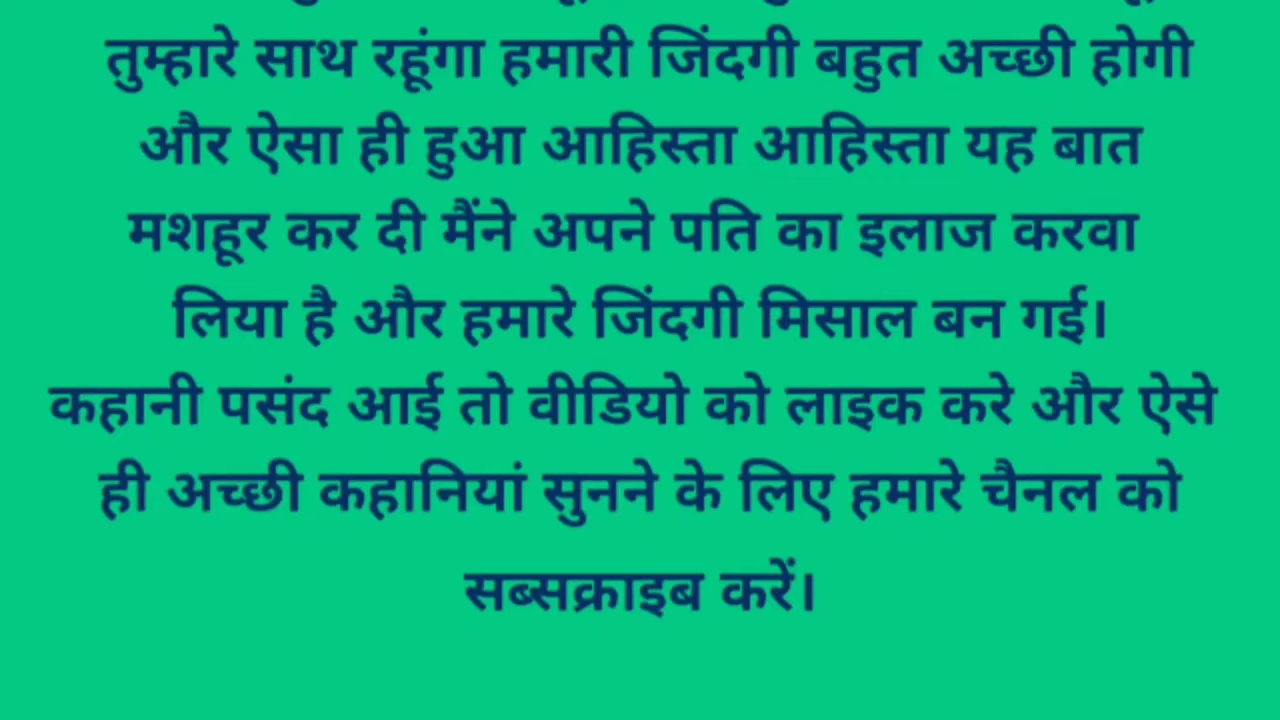 तुम्हारे साथ रहूंगा हमारी जिंदगी बहुत अच्छी होगी
और ऐसा ही हुआ आहिस्ता आहिस्ता यह बात
मशहूर कर दी मैंने अपने पति का इलाज करवा
लिया है और हमारे जिंदगी मिसाल बन गई।
कहानी पसंद आई तो वीडियो को लाइक करे और ऐसे
ही अच्छी कहानियां सुनने के लिए हमारे चैनल को
सब्सक्राइब करें।